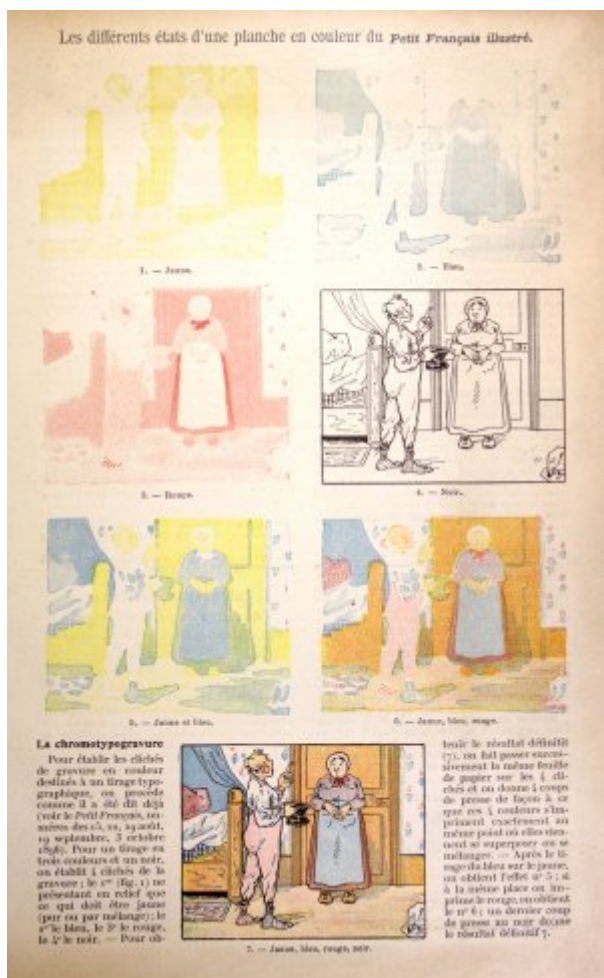 Les différents états d'une planche en couleur du Petit Français illustré.
1. — Jaune.
2. — Bleu.
3. — Rouge.
4. — Noir.
5. — Jaune et bleu.
6. — Jaune, bleu, rouge.
La chromotypogravure
Pour établir les clichés
de gravure en couleur
destinés à un tirage typo-
graphique, on procède
comme il a été dit déjà
(voir le Petit Français, nu-
méros des 15, 22, 29 août,
19 septembre, 3 octobre
1896). Pour un tirage en
trois couleurs et un noir,
on établit 4 clichés de la
gravure; le 1er (fig. 1) ne
présentant en relief que
ce qui doit être jaune
(pur ou par mélange); le
2e le bleu, le 3e le rouge,
le 4e le noir. — Pour ob-
tenir le résultat définitif
(7), on fait passer succes-
sivement la même feuille
de papier sur les 4 cli-
chés et on donne 4 coups
de presse de façon à ce
que ces 4 couleurs s'im-
priment exactement au
même point où elles vien-
nent se superposer ou se
mélanger. — Après le ti-
rage du bleu sur le jaune,
on obtient l'effet n° 5; si
à la même place on im-
prime le rouge, on obtient
le n° 6; un dernier coup
de presse au noir donne
le résultat définitif 7.
7. — Jaune, bleu, rouge, noir.